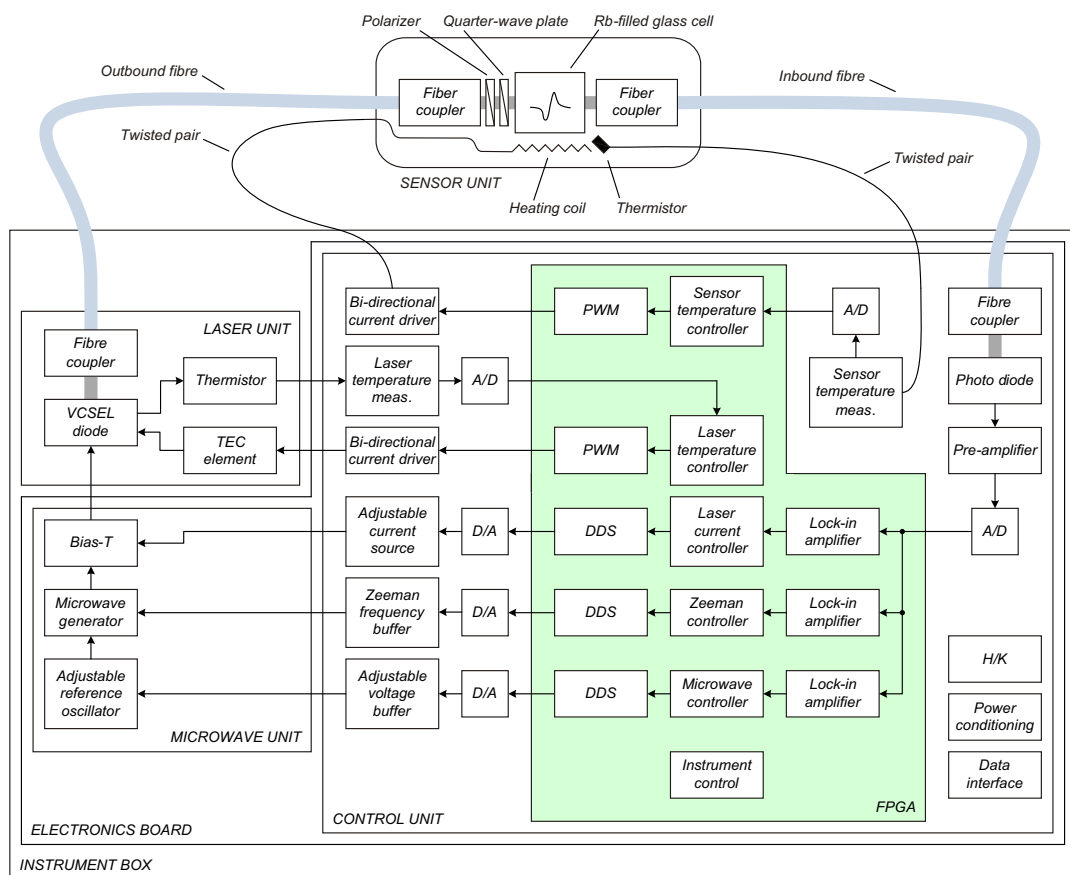 Polarizer
Quarter-wave plate
Rb-filled glass cell
Outbound fibre
Inbound fibre
Fiber
coupler
Fiber
coupler
Twisted pair
Twisted pair
SENSOR UNIT
Heating coil
Thermistor
LASER UNIT
Fibre
coupler
Thermistor
VCSEL
diode
TEC
element
Bi-directional
current driver
PWM
Sensor
temperature
controller
A/D
Sensor
temperature
meas.
Fibre
coupler
Photo diode
Pre-amplifier
A/D
Laser
temperature
meas.
A/D
Bi-directional
current driver
PWM
Laser
temperature
controller
Bias-T
Adjustable
current
source
D/A
DDS
Laser
current
controller
Lock-in
amplifier
Microwave
generator
Zeeman
frequency
buffer
D/A
DDS
Zeeman
controller
Lock-in
amplifier
Adjustable
reference
oscillator
Adjustable
voltage
buffer
D/A
DDS
Microwave
controller
Lock-in
amplifier
H/K
Power
conditioning
Data
interface
MICROWAVE UNIT
Instrument
control
FPGA
ELECTRONICS BOARD
CONTROL UNIT
INSTRUMENT BOX